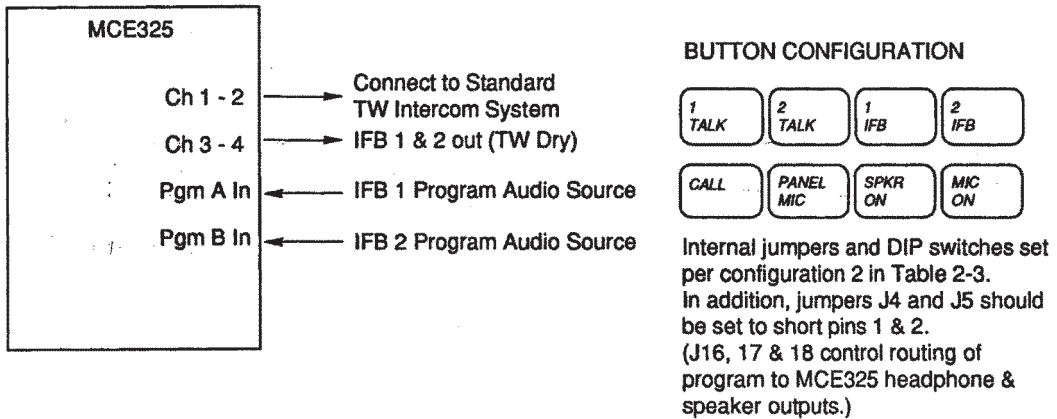 MCE325
Ch 1 - 2
Connect to Standard
TW Intercom System
Ch 3 - 4
IFB 1 & 2 out (TW Dry)
Pgm A In
IFB 1 Program Audio Source
Pgm B In
IFB 2 Program Audio Source
BUTTON CONFIGURATION
1
TALK
2
TALK
1
IFB
2
IFB
CALL
PANEL
MIC
SPKR
ON
MIC
ON
Internal jumpers and DIP switches set
per configuration 2 in Table 2-3.
In addition, jumpers J4 and J5 should
be set to short pins 1 & 2.
(J16, 17 & 18 control routing of
program to MCE325 headphone &
speaker outputs.)